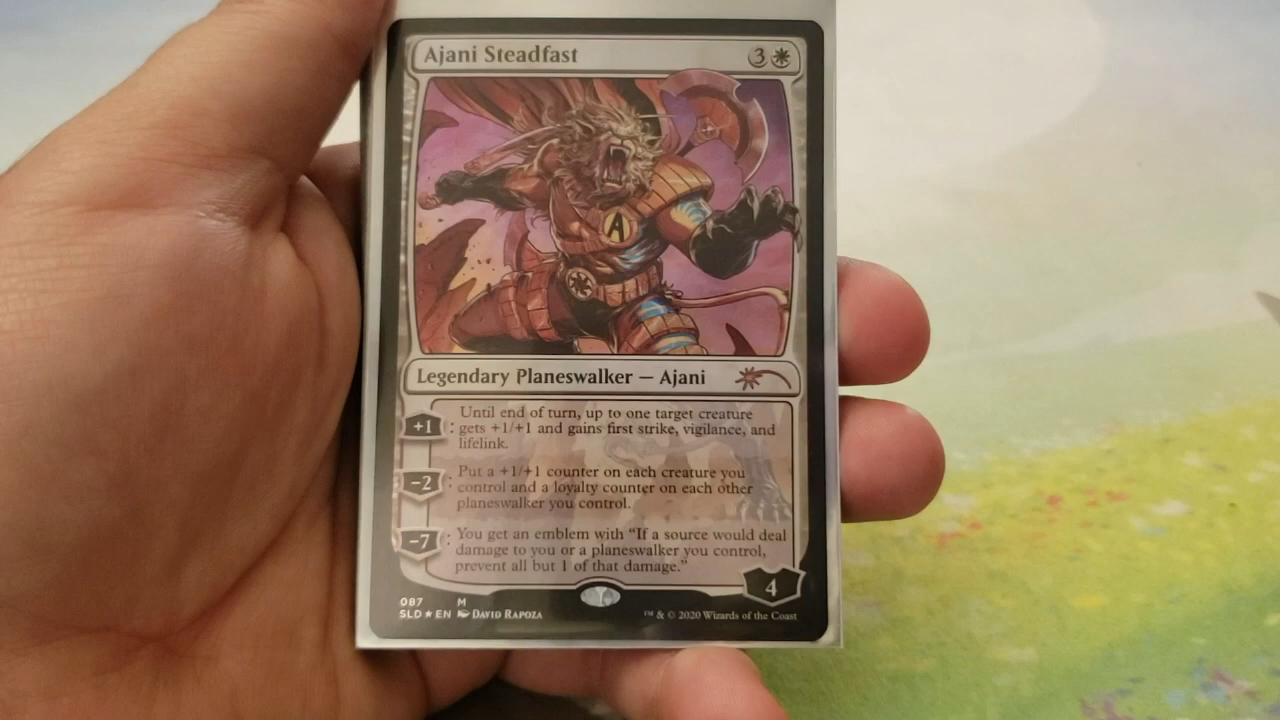 Ajani Steadfast 3
A
Legendary Planeswalker — Ajani
+1: Until end of turn, up to one target creature
gets +1/+1 and gains first strike, vigilance, and
lifelink.
−2: Put a +1/+1 counter on each creature you
control and a loyalty counter on each other
planeswalker you control.
−7: You get an emblem with “If a source would deal
damage to you or a planeswalker you control,
prevent all but 1 of that damage.”
4
087 M
SLD ★ EN DAVID RAPOZA ™ & © 2020 Wizards of the Coast